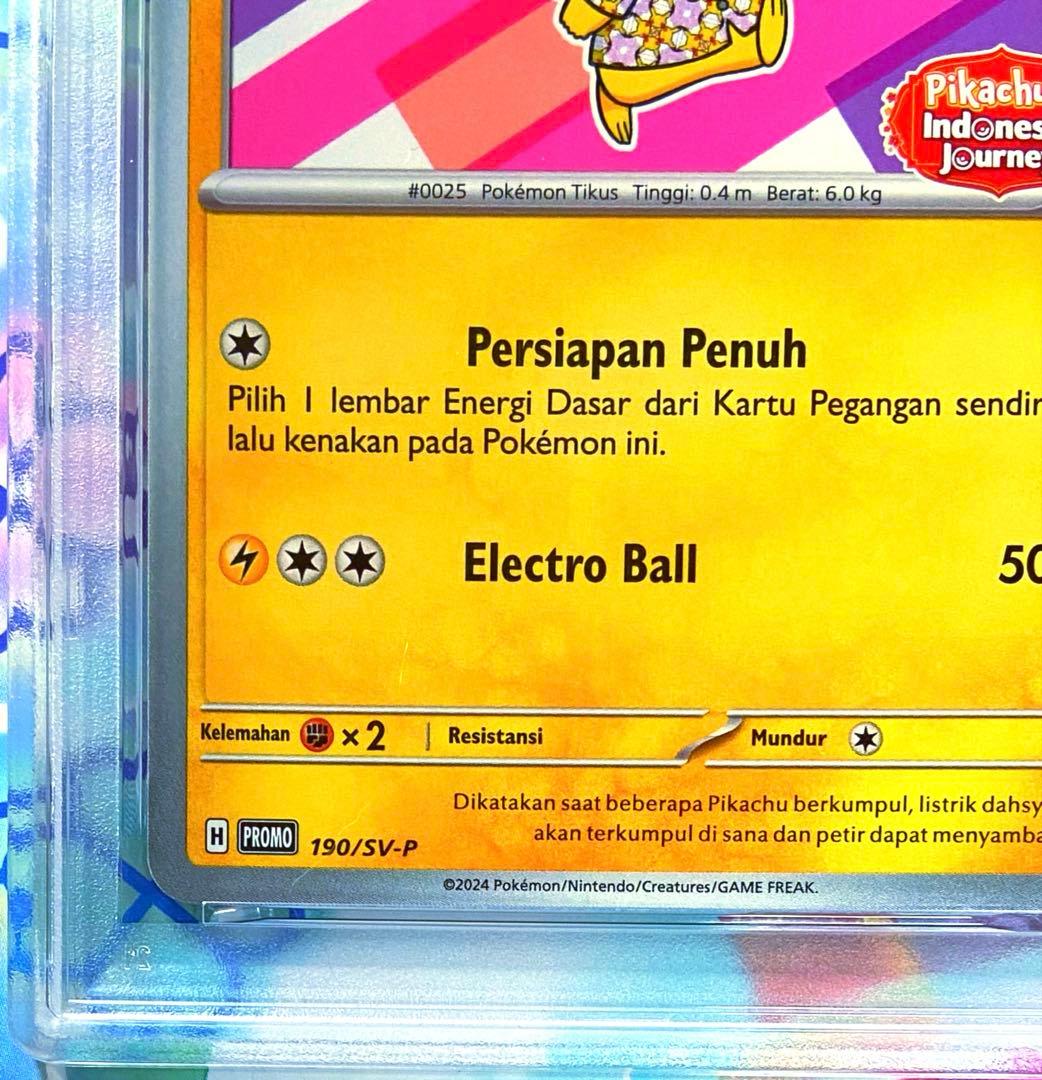 Pikachu
Indones
Journe
#0025 Pokémon Tikus Tinggi: 0.4 m Berat: 6.0 kg
Persiapan Penuh
Pilih 1 lembar Energi Dasar dari Kartu Pegangan sendir
lalu kenakan pada Pokémon ini.
Electro Ball 50
Kelemahan ×2 Resistansi Mundur
Dikatakan saat beberapa Pikachu berkumpul, listrik dahsy
akan terkumpul di sana dan petir dapat menyamba
H PROMO 190/SV-P
©2024 Pokémon/Nintendo/Creatures/GAME FREAK.